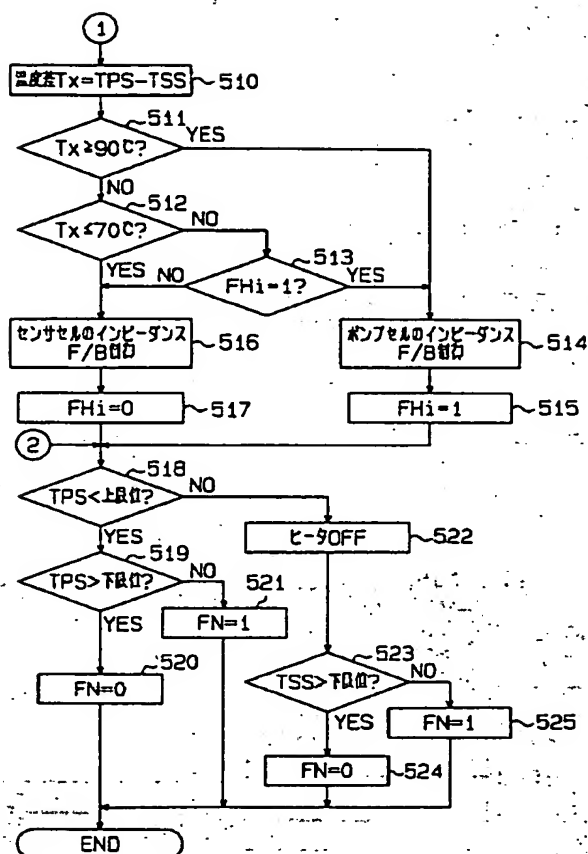 1
温度差Tx=TPS-TSS
510
511
Tx≧90℃?
YES
NO
512
Tx≦70℃?
NO
513
YES
NO
FHi=1?
YES
センサセルのインピーダンス
F/B制御
516
ポンプセルのインピーダンス
F/B制御
514
FHi=0
517
FHi=1
515
2
518
TPS<上限値?
NO
YES
ヒータOFF
522
519
TPS>下限値?
NO
521
YES
FN=1
523
520
TSS>下限値?
NO
FN=0
YES
FN=1
525
FN=0
524
END